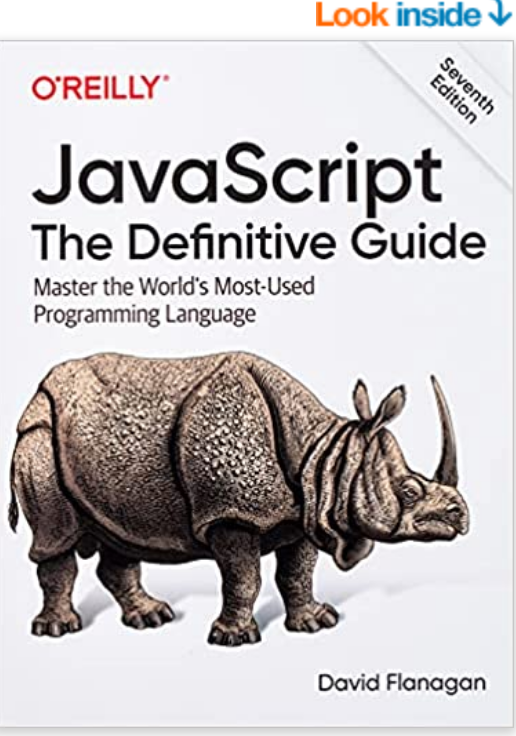 Look inside
O'REILLY®
Seventh
Edition
JavaScript
The Definitive Guide
Master the World's Most-Used
Programming Language
David Flanagan